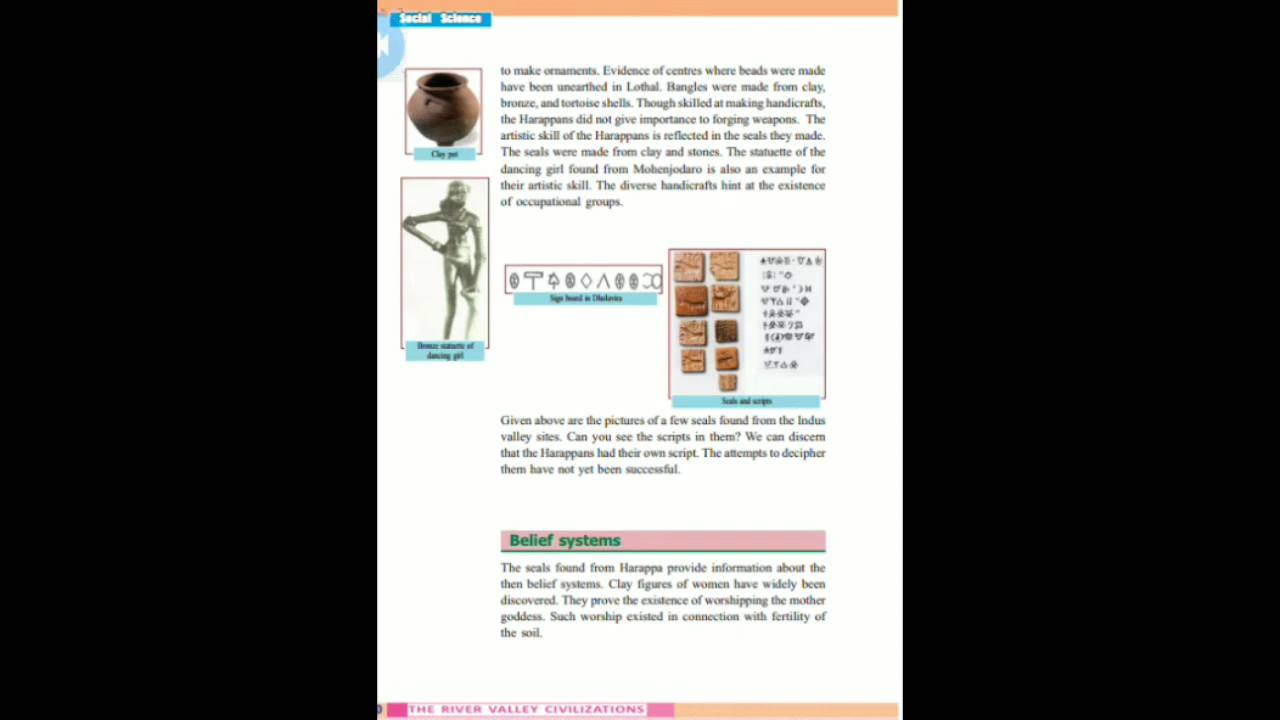 Social Science
to make ornaments. Evidence of centres where beads were made
have been unearthed in Lothal. Bangles were made from clay,
bronze, and tortoise shells. Though skilled at making handicrafts,
the Harappans did not give importance to forging weapons. The
artistic skill of the Harappans is reflected in the seals they made.
The seals were made from clay and stones. The statuette of the
dancing girl found from Mohenjodaro is also an example for
their artistic skill. The diverse handicrafts hint at the existence
of occupational groups.
Clay pot
Bronze statuette of
dancing girl
Sign board in Dholavira
Seals and scripts
Given above are the pictures of a few seals found from the Indus
valley sites. Can you see the scripts in them? We can discern
that the Harappans had their own script. The attempts to decipher
them have not yet been successful.
Belief systems
The seals found from Harappa provide information about the
then belief systems. Clay figures of women have widely been
discovered. They prove the existence of worshipping the mother
goddess. Such worship existed in connection with fertility of
the soil.
THE RIVER VALLEY CIVILIZATIONS